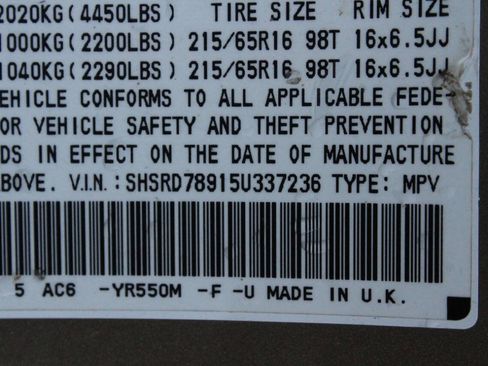 2020KG(4450LBS) TIRE SIZE RIM SIZE
1000KG(2200LBS) 215/65R16 98T 16x6.5JJ
1040KG(2290LBS) 215/65R16 98T 16x6.5JJ
EHICLE CONFORMS TO ALL APPLICABLE FEDE-
OR VEHICLE SAFETY AND THEFT PREVENTION
DS IN EFFECT ON THE DATE OF MANUFACTURE
ABOVE. V.I.N.:SHSRD78915U337236 TYPE: MPV
5 AC6 -YR550M -F -U MADE IN U.K.